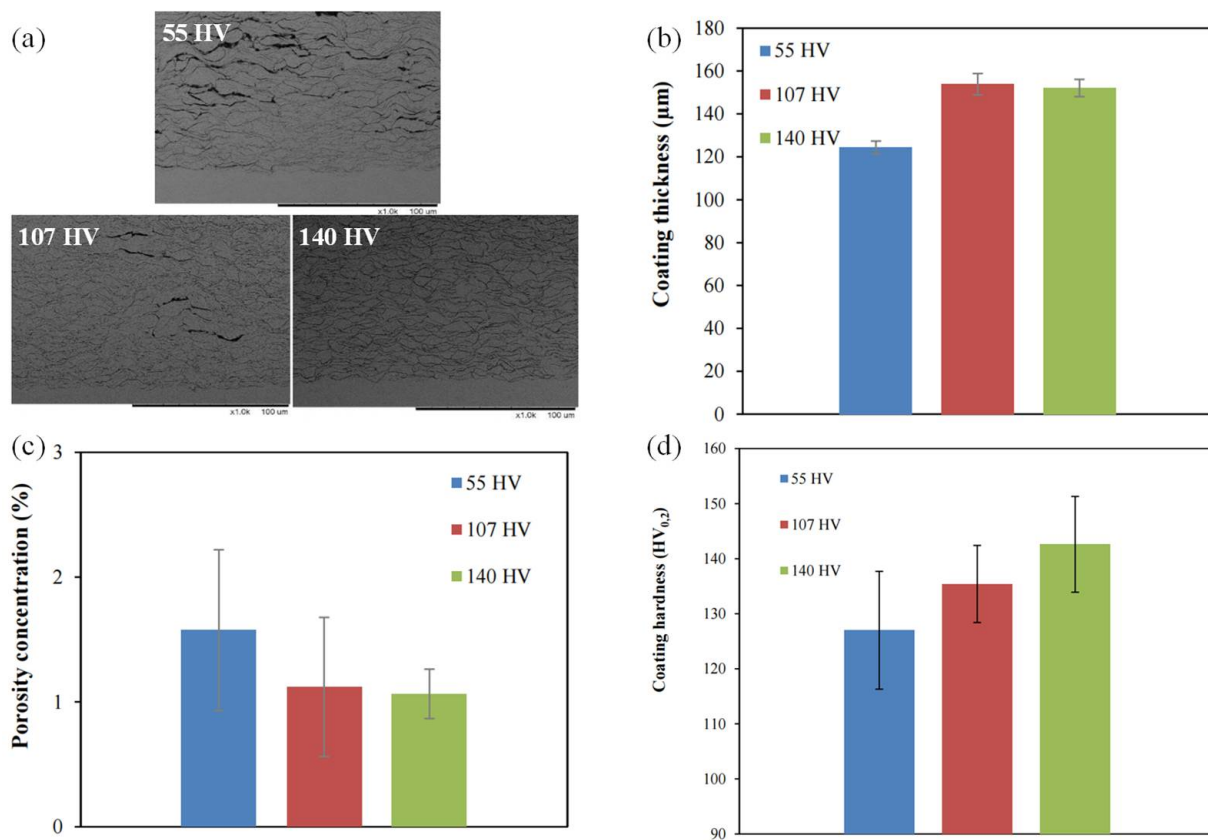 (a)
55 HV
x1.0k 100 um
107 HV
x1.0k 100 um
140 HV
x1.0k 100 um
(b)
Coating thickness (µm)
180
160
140
120
100
80
60
40
20
0
55 HV
107 HV
140 HV
(c)
Porosity concentration (%)
3
2
1
0
55 HV
107 HV
140 HV
(d)
Coating hardness (HV0,2)
160
150
140
130
120
110
100
90
55 HV
107 HV
140 HV